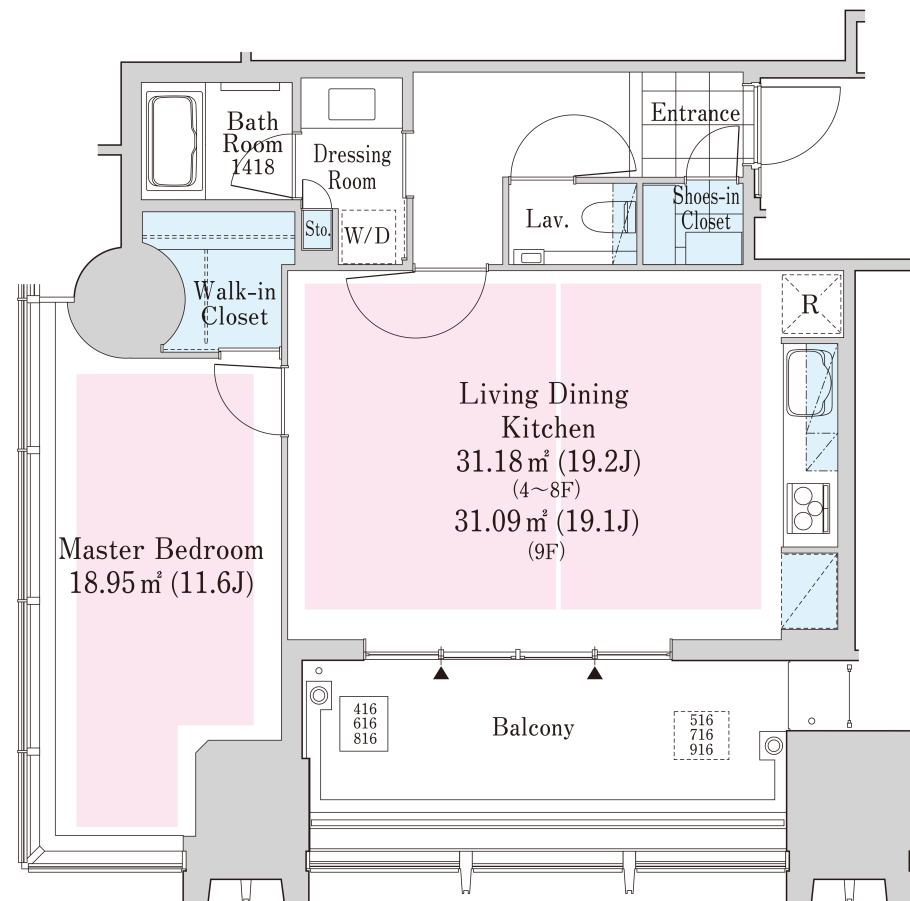 Bath
Room
1418
Dressing
Room
Entrance
Sto.
W/D
Lav.
Shoes-in
Closet
Walk-in
Closet
R
Living Dining
Kitchen
31.18㎡ (19.2J)
(4～8F)
31.09㎡ (19.1J)
(9F)
Master Bedroom
18.95㎡ (11.6J)
416
616
816
Balcony
516
716
916